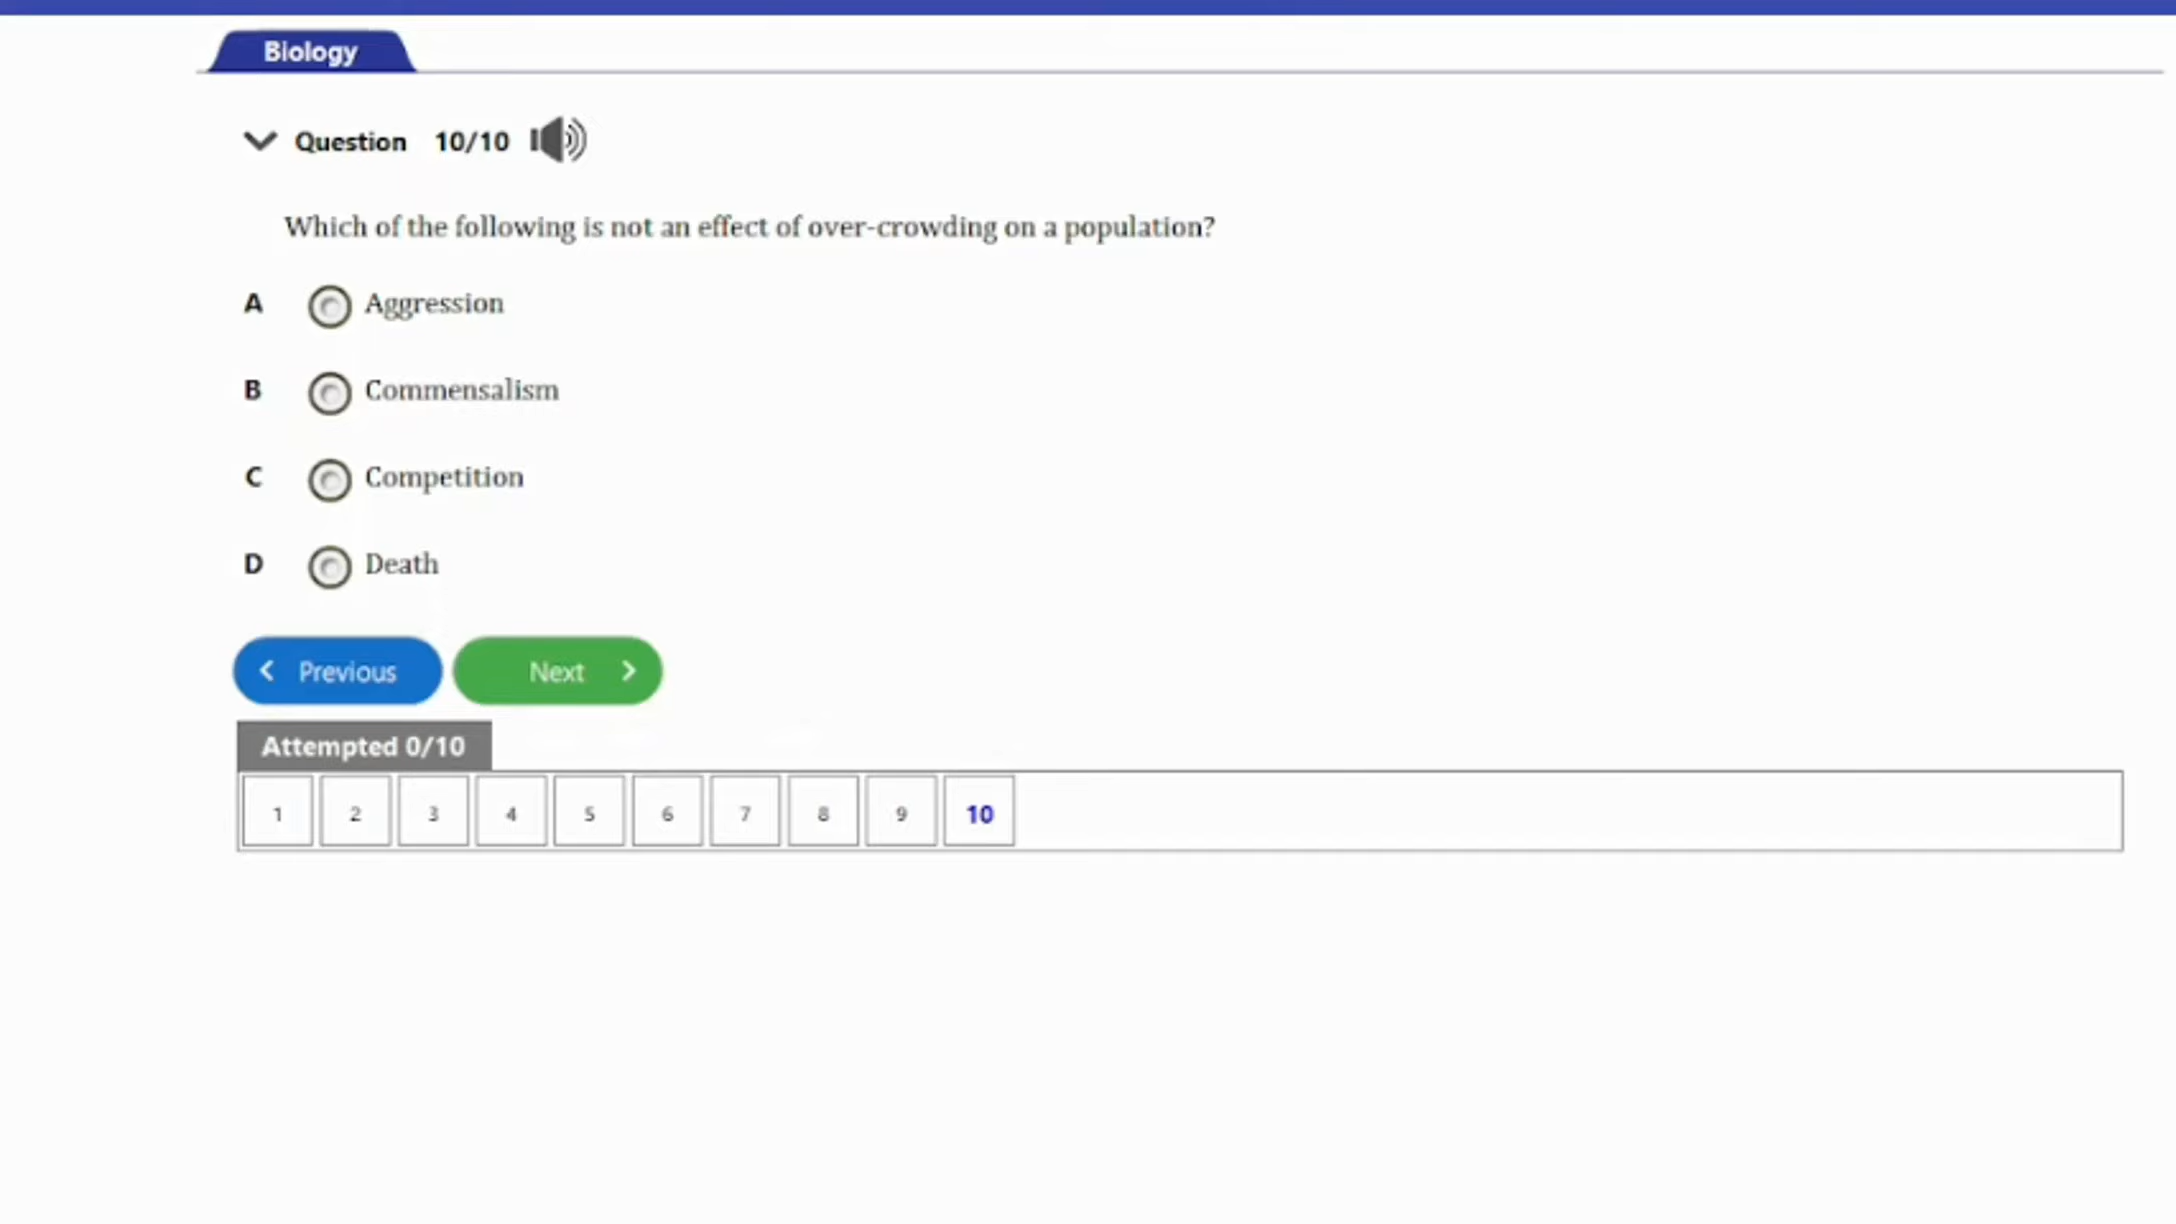 Biology
Question 10/10
Which of the following is not an effect of over-crowding on a population?
A Aggression
B Commensalism
C Competition
D Death
Previous Next
Attempted 0/10
1 2 3 4 5 6 7 8 9 10